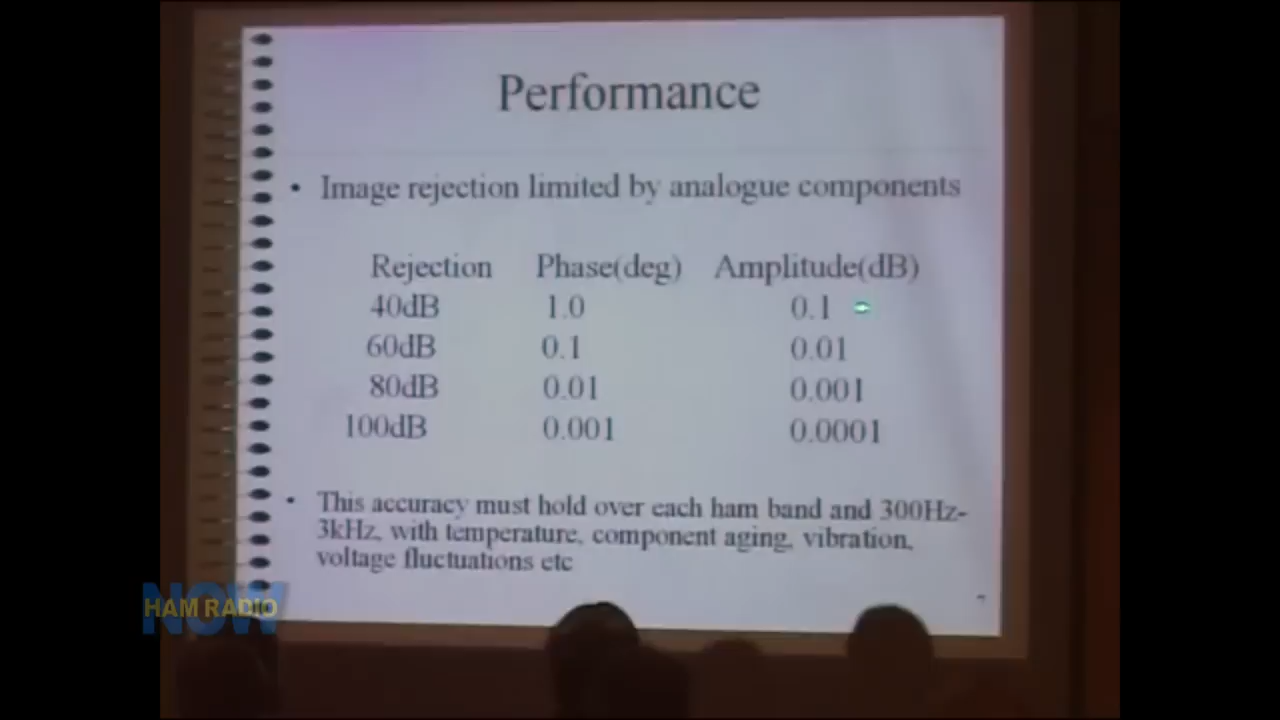 Performance
• Image rejection limited by analogue components
Rejection Phase(deg) Amplitude(dB)
40dB 1.0 0.1
60dB 0.1 0.01
80dB 0.01 0.001
100dB 0.001 0.0001
• This accuracy must hold over each ham band and 300Hz-
3kHz, with temperature, component aging, vibration,
voltage fluctuations etc
NOW
HAM RADIO